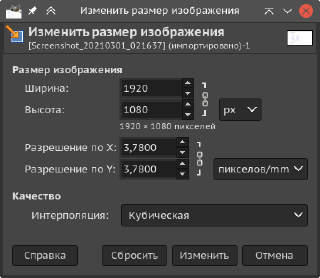 Изменить размер изображения
Изменить размер изображения
[Screenshot_20210301_021637] (импортировано)-1
Размер изображения
Ширина: 1920
Высота: 1080 px
1920 × 1080 пикселей
Разрешение по X: 3,7800
Разрешение по Y: 3,7800 пикселов/mm
Качество
Интерполяция: Кубическая
Справка Сбросить Изменить Отмена